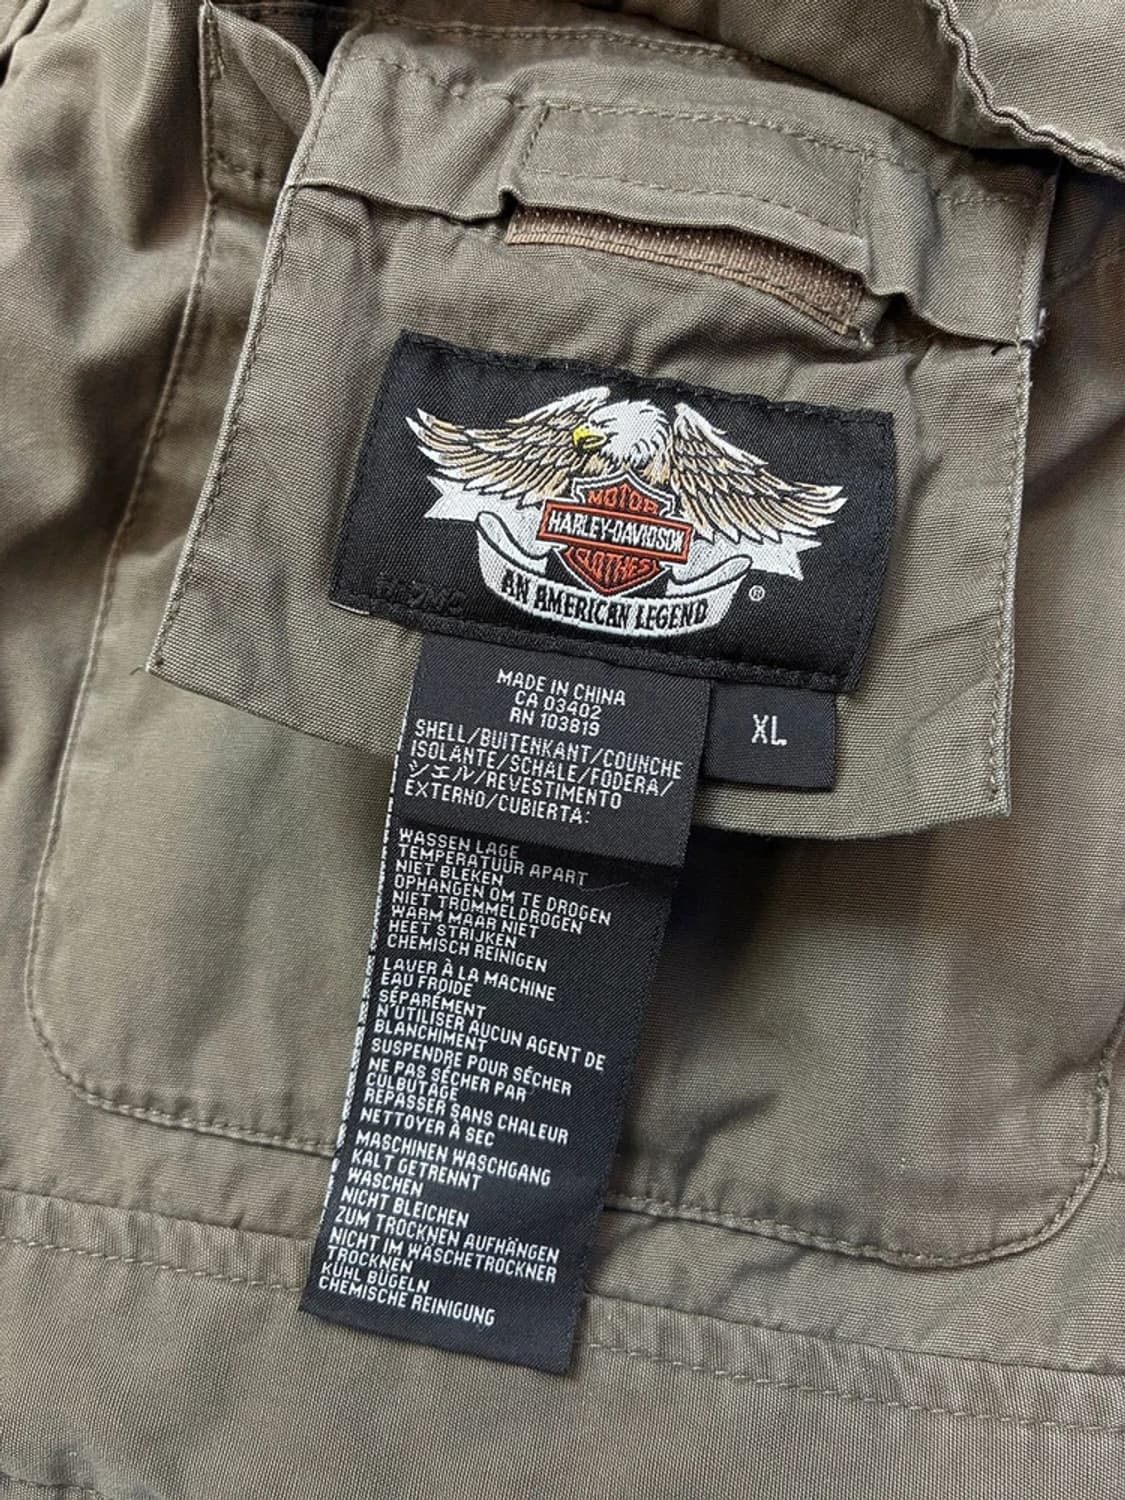 MOTOR
HARLEY-DAVIDSON
CLOTHES
AN AMERICAN LEGEND
®
MADE IN CHINA
CA 03402
RN 103819
SHELL/BUITENKANT/COUNCHE
ISOLANTE/SCHALE/FODERA/
シェル/REVESTIMENTO
EXTERNO/CUBIERTA:
XL
WASSEN LAGE
TEMPERATUUR APART
NIET BLEKEN
OPHANGEN OM TE DROGEN
NIET TROMMELDROGEN
WARM MAAR NIET
HEET STRIJKEN
CHEMISCH REINIGEN
LAVER À LA MACHINE
EAU FROIDE
SÉPARÉMENT
N'UTILISER AUCUN AGENT DE
BLANCHIMENT
SUSPENDRE POUR SÉCHER
NE PAS SÉCHER PAR
CULBUTAGE
REPASSER SANS CHALEUR
NETTOYER À SEC
MASCHINEN WASCHGANG
KALT GETRENNT
WASCHEN
NICHT BLEICHEN
ZUM TROCKNEN AUFHÄNGEN
NICHT IM WÄSCHETROCKNER
TROCKNEN
KÜHL BÜGELN
CHEMISCHE REINIGUNG